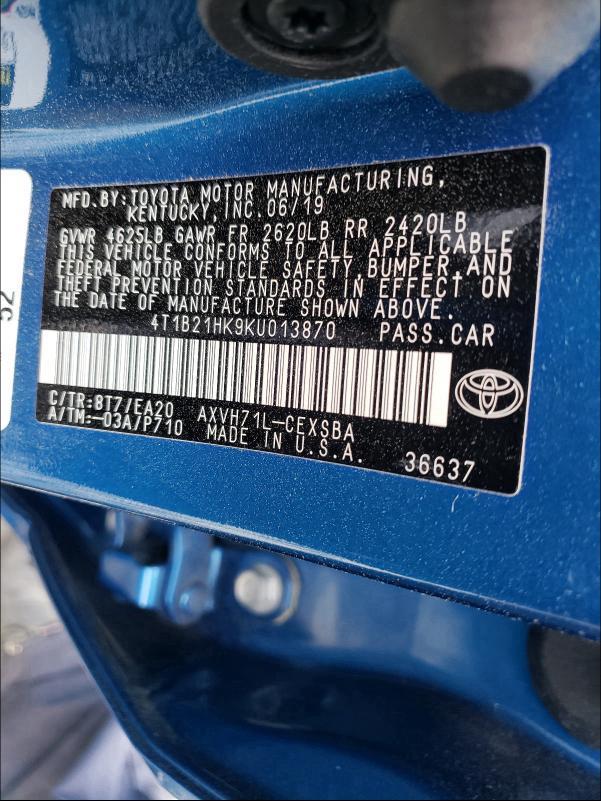 52
MFD. BY: TOYOTA MOTOR MANUFACTURING,
KENTUCKY, INC. 06/19
GVWR 4625LB GAWR FR 2620LB RR 2420LB
THIS VEHICLE CONFORMS TO ALL APPLICABLE
FEDERAL MOTOR VEHICLE SAFETY, BUMPER, AND
THEFT PREVENTION STANDARDS IN EFFECT ON
THE DATE OF MANUFACTURE SHOWN ABOVE.
4T1B21HK9KU013870 PASS. CAR
C/TR: 8T7/EA20 AXVH71L-CEXSBA
A/TM: -03A/P710 MADE IN U.S.A. 36637